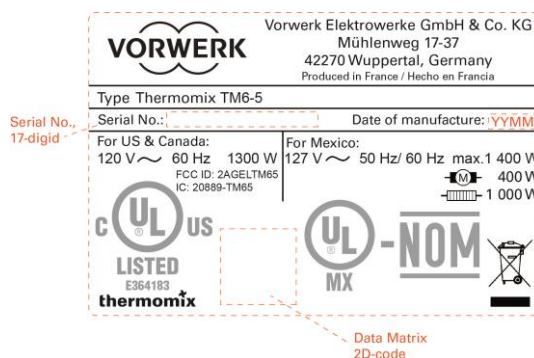 VORWERK
Vorwerk Elektrowerke GmbH & Co. KG
Mühlenweg 17-37
42270 Wuppertal, Germany
Produced in France / Hecho en Francia
Type Thermomix TM6-5
Serial No.,
17-digid
Serial No.:
Date of manufacture: YYMM
For US & Canada:
120 V 60 Hz 1300 W
FCC ID: 2AGELTM65
IC: 20889-TM65
For Mexico:
127 V 50 Hz/ 60 Hz max.1 400 W
M 400 W
1 000 W
C UL ® US
LISTED
E364183
thermomix
UL ®
MX
-NOM
Data Matrix
2D-code